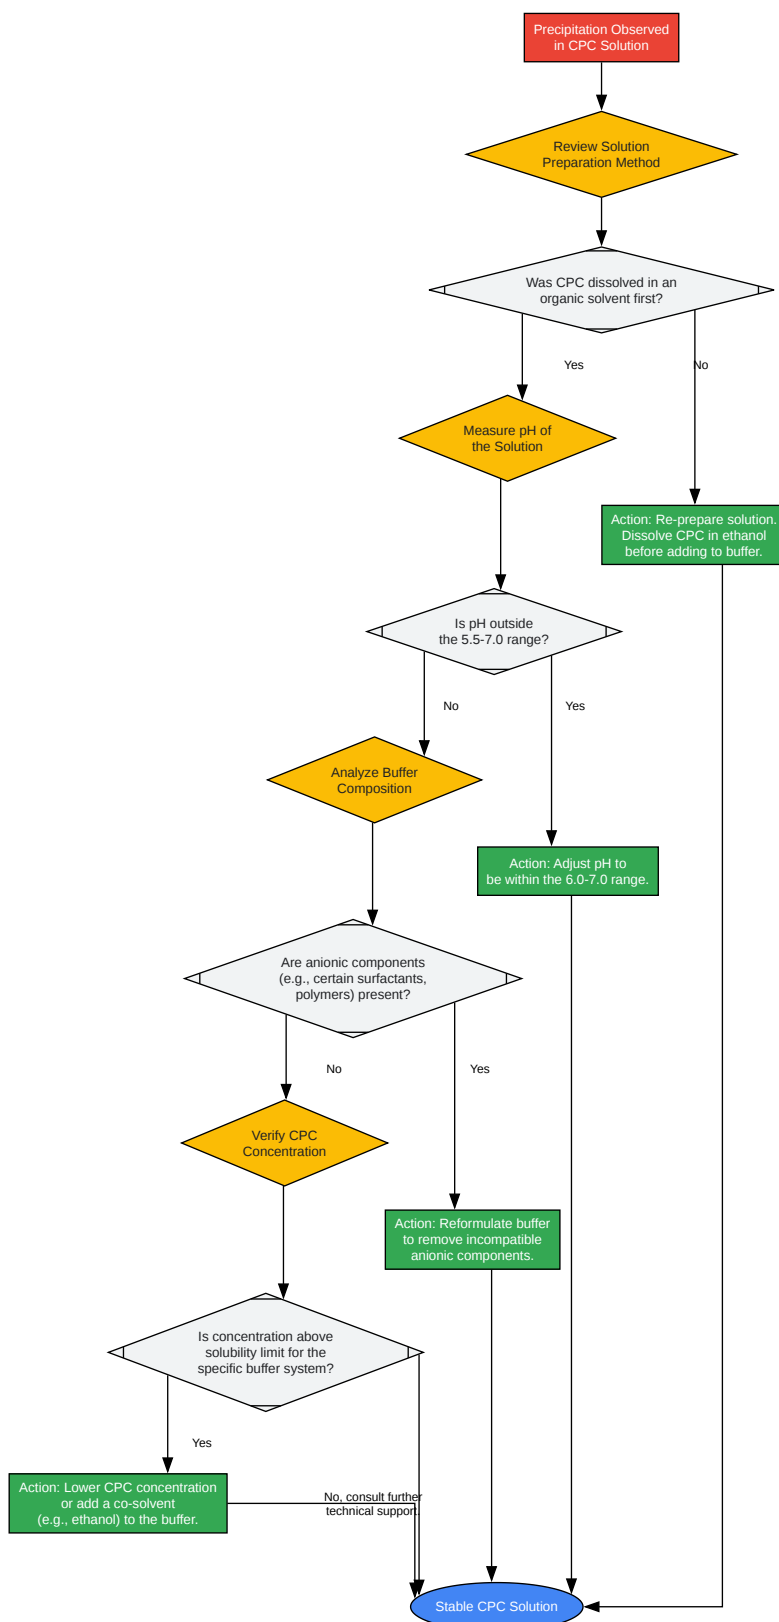 Precipitation Observed
in CPC Solution
Review Solution
Preparation Method
Was CPC dissolved in an
organic solvent first?
Yes
No
Measure pH of
the Solution
Action: Re-prepare solution.
Dissolve CPC in ethanol
before adding to buffer.
Is pH outside
the 5.5-7.0 range?
No
Yes
Analyze Buffer
Composition
Action: Adjust pH to
be within the 6.0-7.0 range.
Are anionic components
(e.g., certain surfactants,
polymers) present?
No
Yes
Verify CPC
Concentration
Action: Reformulate buffer
to remove incompatible
anionic components.
Is concentration above
solubility limit for the
specific buffer system?
Yes
Action: Lower CPC concentration
or add a co-solvent
(e.g., ethanol) to the buffer.
No, consult further
technical support.
Stable CPC Solution